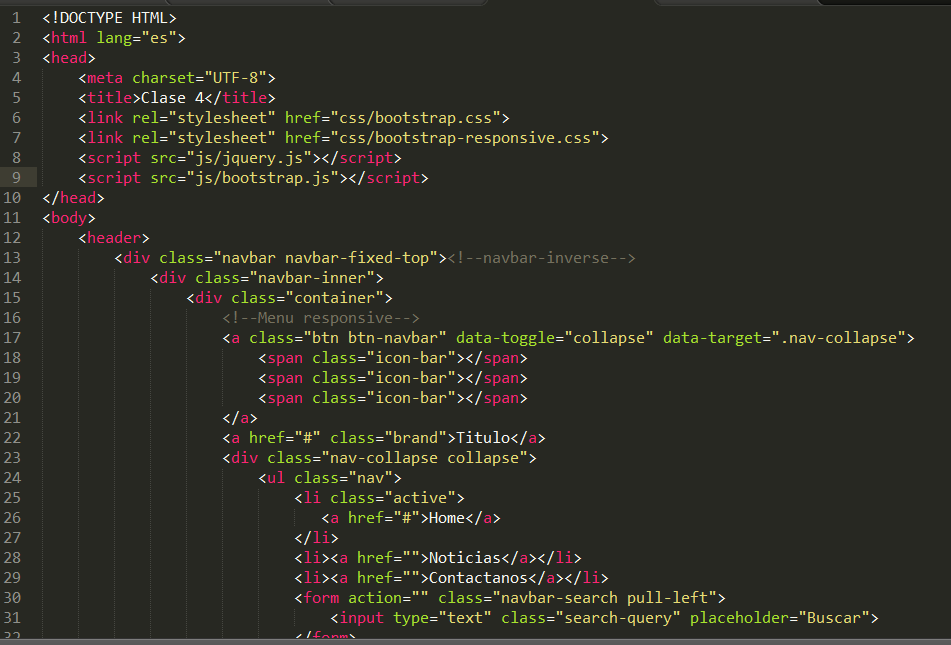 1 <!DOCTYPE HTML>
2 <html lang="es">
3 <head>
4 <meta charset="UTF-8">
5 <title>Clase 4</title>
6 <link rel="stylesheet" href="css/bootstrap.css">
7 <link rel="stylesheet" href="css/bootstrap-responsive.css">
8 <script src="js/jquery.js"></script>
9 <script src="js/bootstrap.js"></script>
10 </head>
11 <body>
12 <header>
13 <div class="navbar navbar-fixed-top"><!--navbar-inverse-->
14 <div class="navbar-inner">
15 <div class="container">
16 <!--Menu responsive-->
17 <a class="btn btn-navbar" data-toggle="collapse" data-target=".nav-collapse">
18 <span class="icon-bar"></span>
19 <span class="icon-bar"></span>
20 <span class="icon-bar"></span>
21 </a>
22 <a href="#" class="brand">Titulo</a>
23 <div class="nav-collapse collapse">
24 <ul class="nav">
25 <li class="active">
26 <a href="#">Home</a>
27 </li>
28 <li><a href="">Noticias</a></li>
29 <li><a href="">Contactanos</a></li>
30 <form action="" class="navbar-search pull-left">
31 <input type="text" class="search-query" placeholder="Buscar">
32 </form>